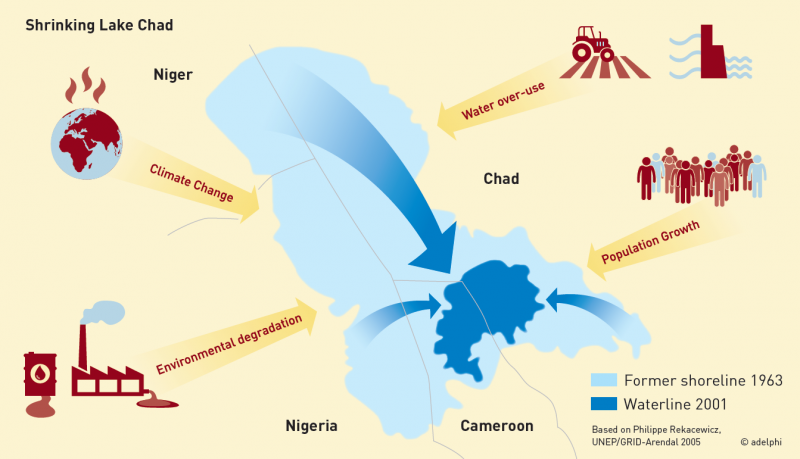 Shrinking Lake Chad
Niger
Water over-use
Climate Change
Chad
Population Growth
Environmental degradation
Former shoreline 1963
Waterline 2001
Nigeria
Cameroon
Based on Philippe Rekacewicz,
UNEP/GRID-Arendal 2005
© adelphi